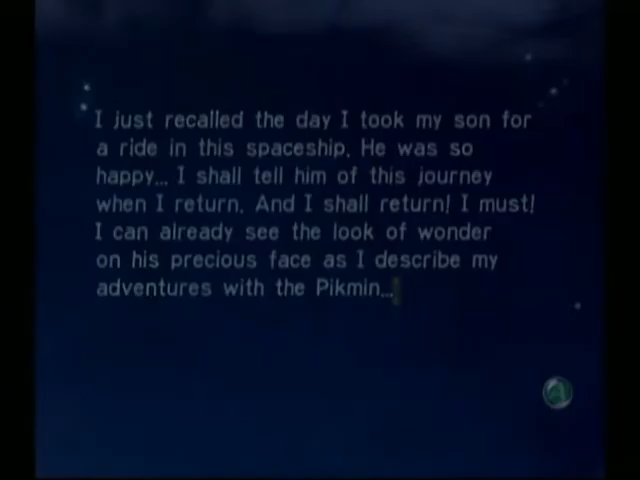 I just recalled the day I took my son for
a ride in this spaceship. He was so
happy... I shall tell him of this journey
when I return. And I shall return! I must!
I can already see the look of wonder
on his precious face as I describe my
adventures with the Pikmin...
A